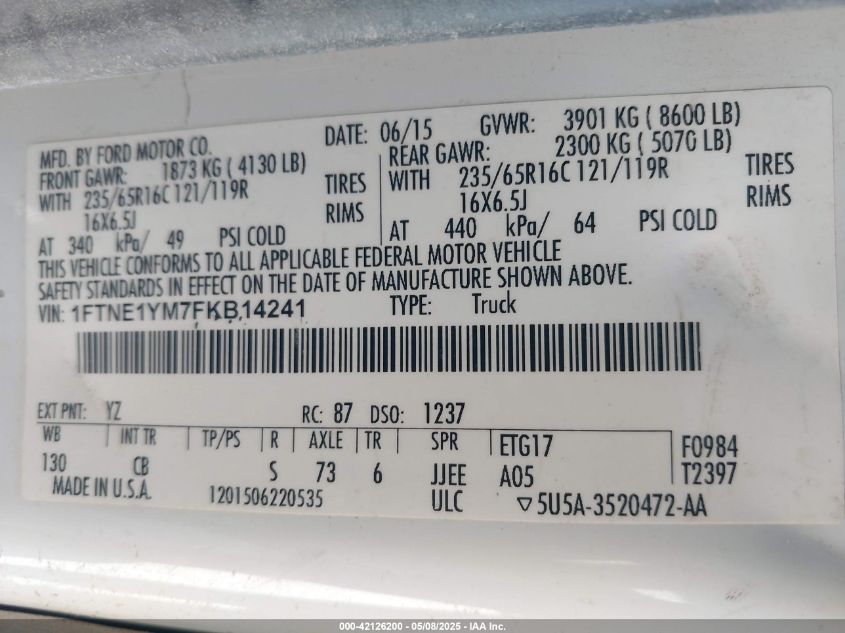 MFD. BY FORD MOTOR CO. DATE: 06/15 GVWR: 3901 KG ( 8600 LB)
FRONT GAWR: 1873 KG ( 4130 LB) REAR GAWR: 2300 KG ( 5070 LB)
WITH 235/65R16C 121/119R TIRES WITH 235/65R16C 121/119R TIRES
16X6.5J RIMS 16X6.5J RIMS
AT 340 kPa/ 49 PSI COLD AT 440 kPa/ 64 PSI COLD
THIS VEHICLE CONFORMS TO ALL APPLICABLE FEDERAL MOTOR VEHICLE
SAFETY STANDARDS IN EFFECT ON THE DATE OF MANUFACTURE SHOWN ABOVE.
VIN: 1FTNE1YM7FKB14241 TYPE: Truck
EXT PNT: YZ RC: 87 DSO: 1237
WB INT TR TP/PS R AXLE TR SPR ETG17 F0984
130 CB S 73 6 JJEE A05 T2397
MADE IN U.S.A. 1201506220535 ULC ▽5U5A-3520472-AA
000-42126200 - 05/08/2025 - IAA Inc.